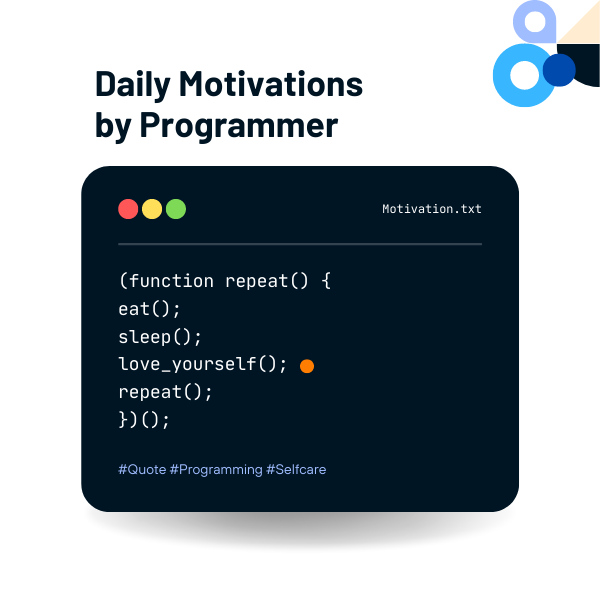 Daily Motivations
by Programmer
Motivation.txt
(function repeat() {
eat();
sleep();
love_yourself();
repeat();
})();
#Quote #Programming #Selfcare